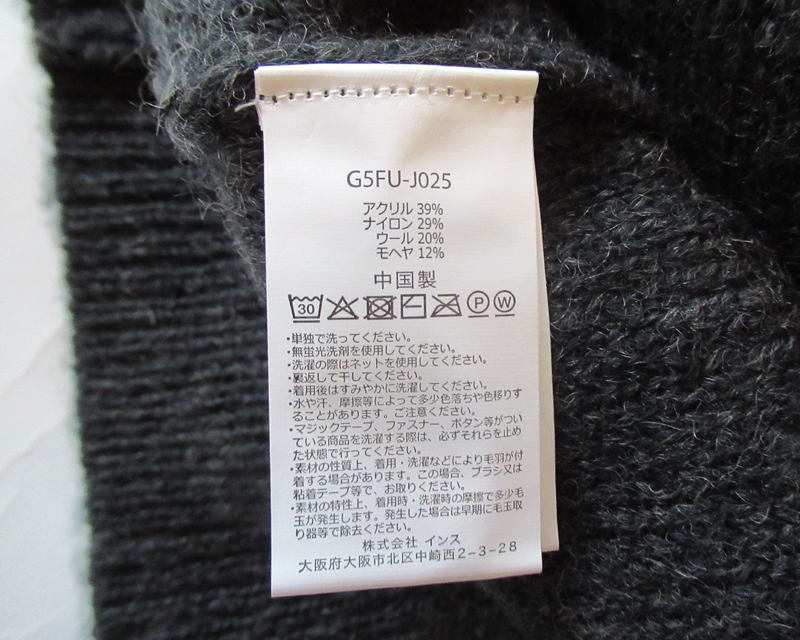 G5FU-J025
アクリル 39%
ナイロン 29%
ウール 20%
モヘヤ 12%
中国製
30 P W
・単独で洗ってください。
・無蛍光洗剤を使用してください。
・洗濯の際はネットを使用してください。
・裏返して干してください。
・着用後はすみやかに洗濯してください。
・水や汗、摩擦等によって多少色落ちや色移りす
ることがあります。ご注意ください。
・マジックテープ、ファスナー、ボタン等がつい
ている商品を洗濯する際は、必ずそれらを止め
た状態で行ってください。
・素材の性質上、着用・洗濯などにより毛羽が付
着する場合があります。この場合、ブラシ又は
粘着テープ等で、お取りください。
・素材の特性上、着用時・洗濯時の摩擦で多少毛
玉が発生します。発生した場合は早期に毛玉取
り器等で除去ください。
株式会社 インス
大阪府大阪市北区中崎西2-3-28